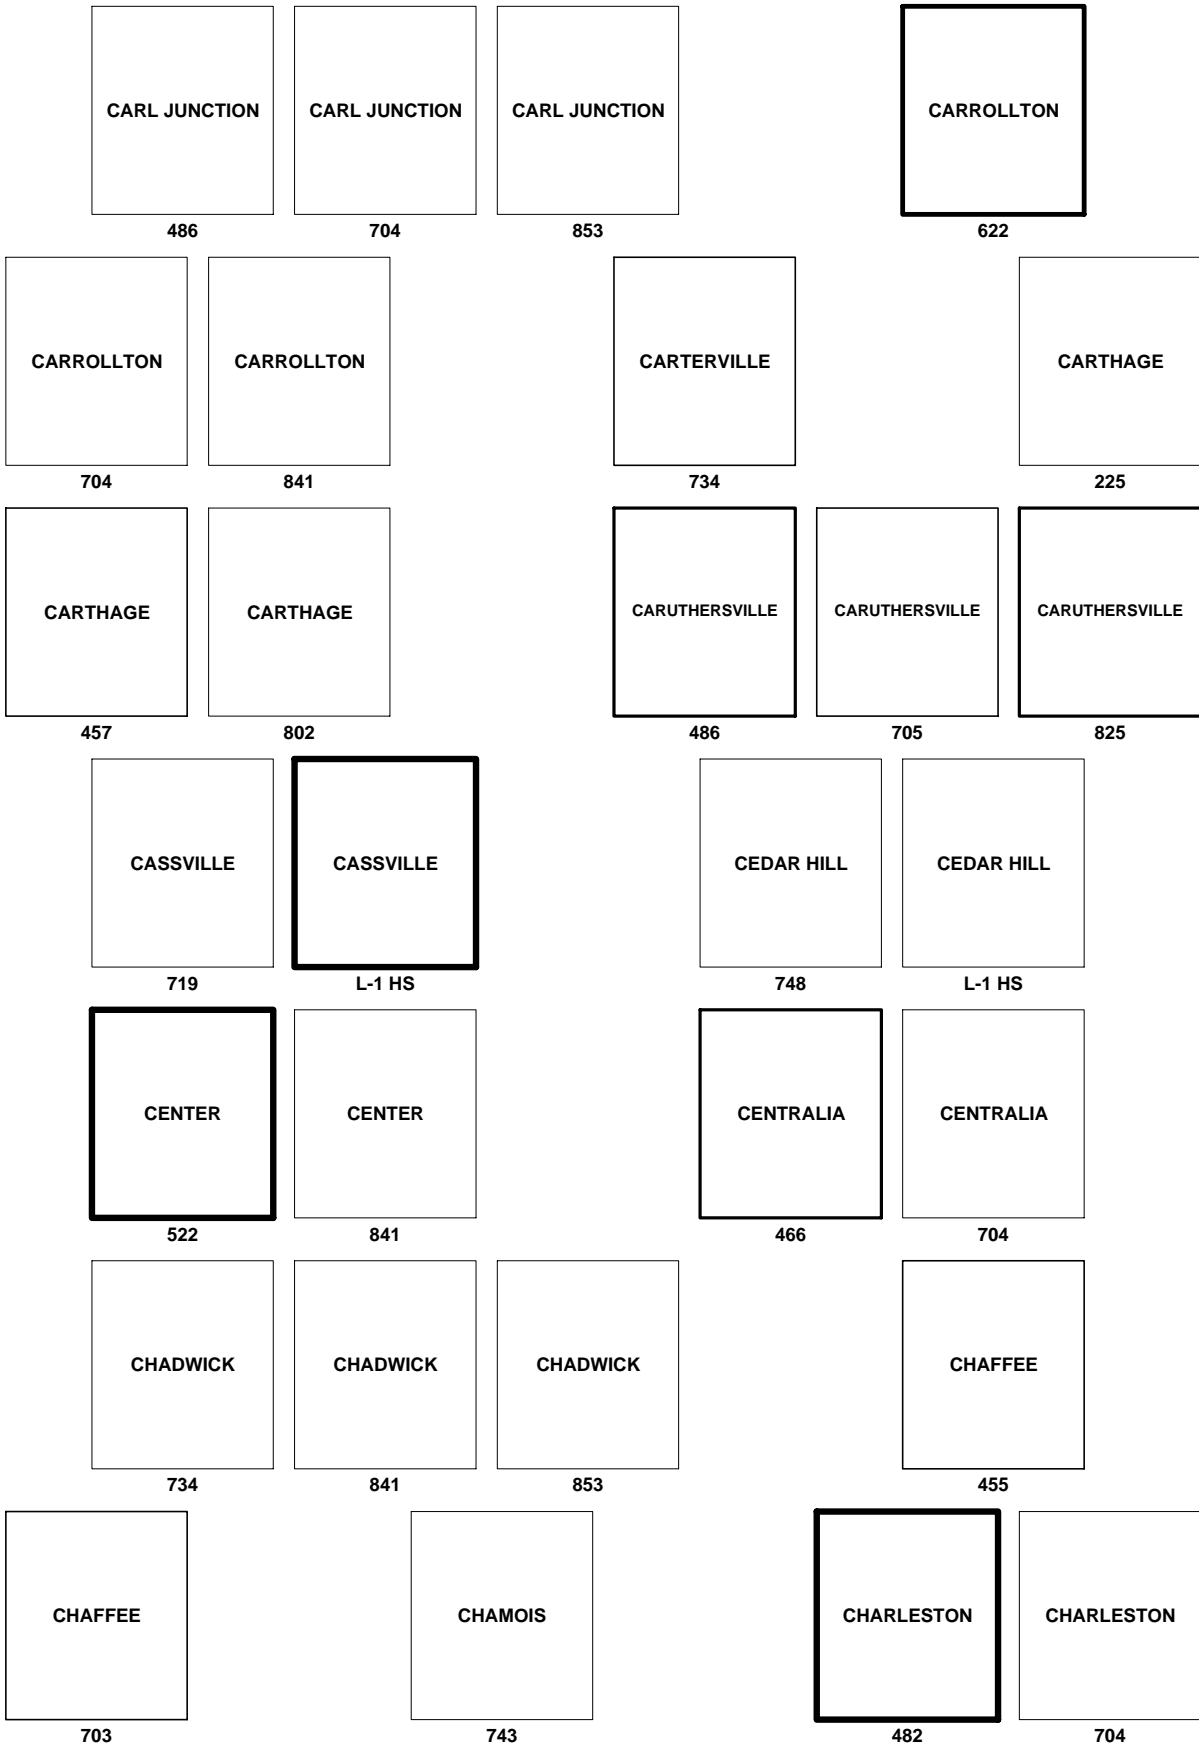 CARL JUNCTION CARL JUNCTION CARL JUNCTION CARROLLTON
486 704 853 622
CARROLLTON CARROLLTON CARTERVILLE CARTHAGE
704 841 734 225
CARTHAGE CARTHAGE CARUTHERSVILLE CARUTHERSVILLE CARUTHERSVILLE
457 802 486 705 825
CASSVILLE CASSVILLE CEDAR HILL CEDAR HILL
719 L-1 HS 748 L-1 HS
CENTER CENTER CENTRALIA CENTRALIA
522 841 466 704
CHADWICK CHADWICK CHADWICK CHAFFEE
734 841 853 455
CHAFFEE CHAMOIS CHARLESTON CHARLESTON
703 743 482 704